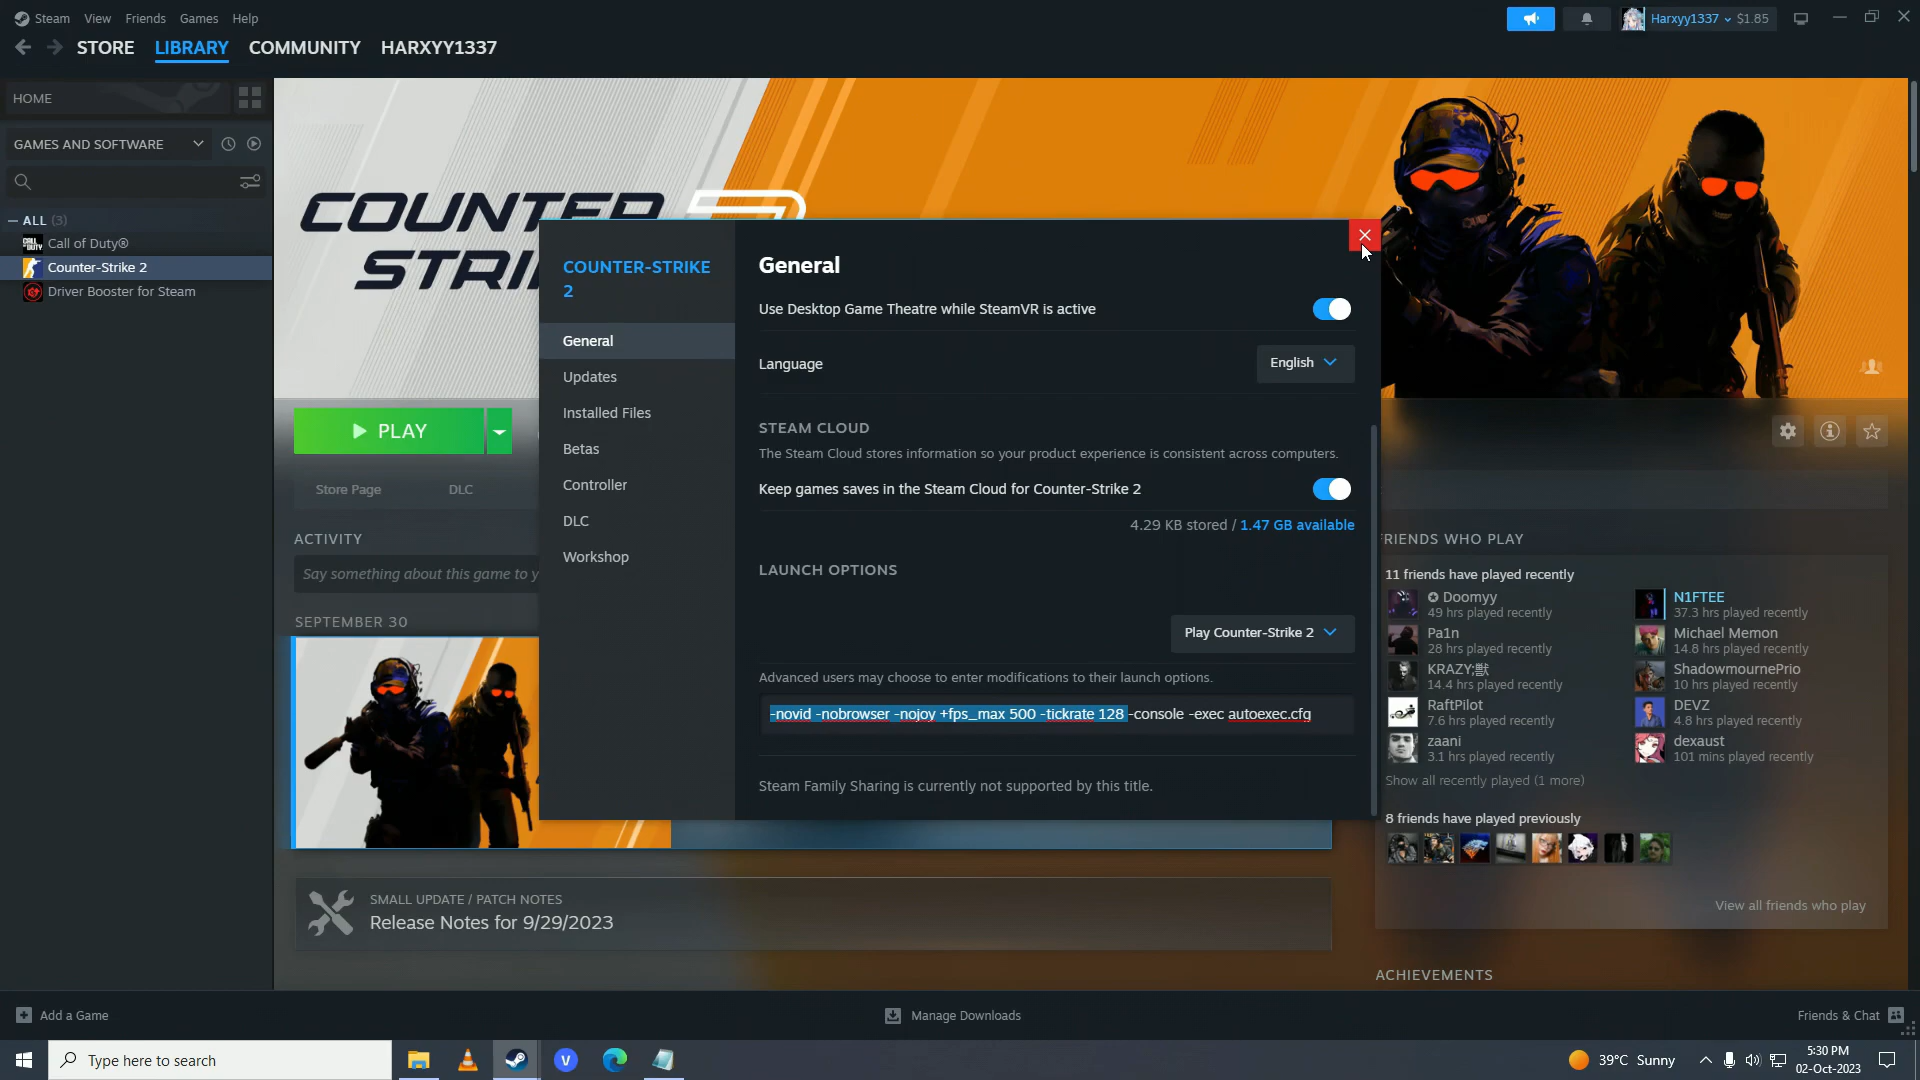 Steam View Friends Games Help
Harxyy1337 $1.85
STORE LIBRARY COMMUNITY HARXYY1337
HOME
GAMES AND SOFTWARE
ALL (3)
Call of Duty®
Counter-Strike 2
Driver Booster for Steam
COUNTER
STRI
PLAY
Store Page DLC
ACTIVITY
Say something about this game to y
SEPTEMBER 30
SMALL UPDATE / PATCH NOTES
Release Notes for 9/29/2023
COUNTER-STRIKE
2
General
Updates
Installed Files
Betas
Controller
DLC
Workshop
General
Use Desktop Game Theatre while SteamVR is active
Language English
STEAM CLOUD
The Steam Cloud stores information so your product experience is consistent across computers.
Keep games saves in the Steam Cloud for Counter-Strike 2
4.29 KB stored / 1.47 GB available
LAUNCH OPTIONS
Play Counter-Strike 2
Advanced users may choose to enter modifications to their launch options.
-novid -nobrowser -nojoy +fps_max 500 -tickrate 128 -console -exec autoexec.cfg
Steam Family Sharing is currently not supported by this title.
FRIENDS WHO PLAY
11 friends have played recently
Doomyy
49 hrs played recently
N1FTEE
37.3 hrs played recently
Pa1n
28 hrs played recently
Michael Memon
14.8 hrs played recently
KRAZY;獣
14.4 hrs played recently
ShadowmournePrio
10 hrs played recently
RaftPilot
7.6 hrs played recently
DEVZ
4.8 hrs played recently
zaani
3.1 hrs played recently
dexaust
101 mins played recently
Show all recently played (1 more)
8 friends have played previously
View all friends who play
ACHIEVEMENTS
Add a Game
Manage Downloads
Friends & Chat
Type here to search
39°C Sunny
5:30 PM
02-Oct-2023